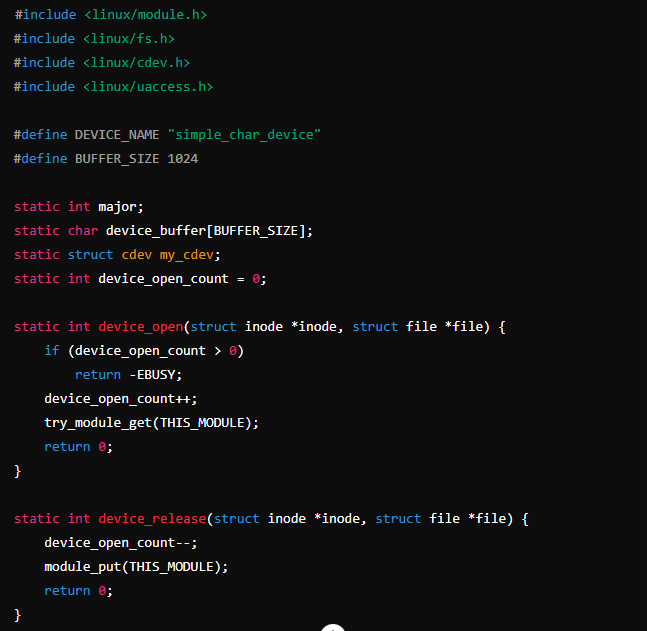 #include <linux/module.h>
#include <linux/fs.h>
#include <linux/cdev.h>
#include <linux/uaccess.h>
#define DEVICE_NAME "simple_char_device"
#define BUFFER_SIZE 1024
static int major;
static char device_buffer[BUFFER_SIZE];
static struct cdev my_cdev;
static int device_open_count = 0;
static int device_open(struct inode *inode, struct file *file) {
    if (device_open_count > 0)
        return -EBUSY;
    device_open_count++;
    try_module_get(THIS_MODULE);
    return 0;
}
static int device_release(struct inode *inode, struct file *file) {
    device_open_count--;
    module_put(THIS_MODULE);
    return 0;
}